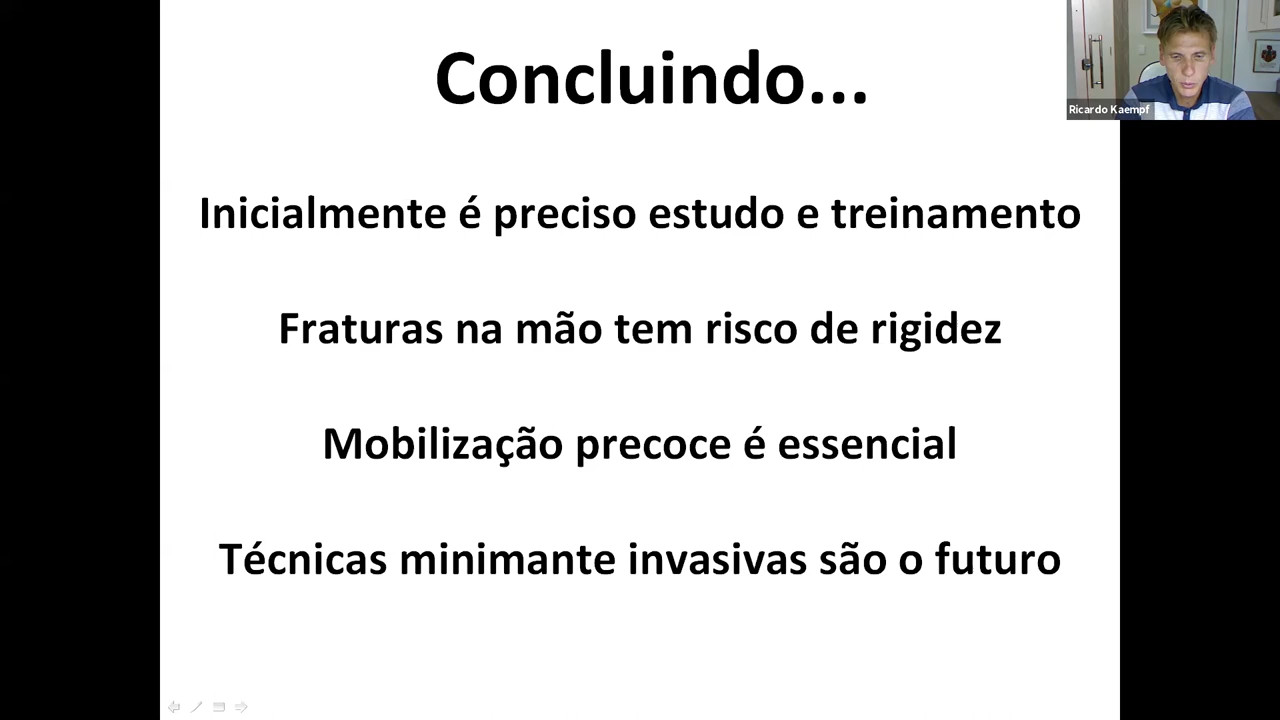 Concluindo...
Ricardo Kaempf
Inicialmente é preciso estudo e treinamento
Fraturas na mão tem risco de rigidez
Mobilização precoce é essencial
Técnicas minimante invasivas são o futuro